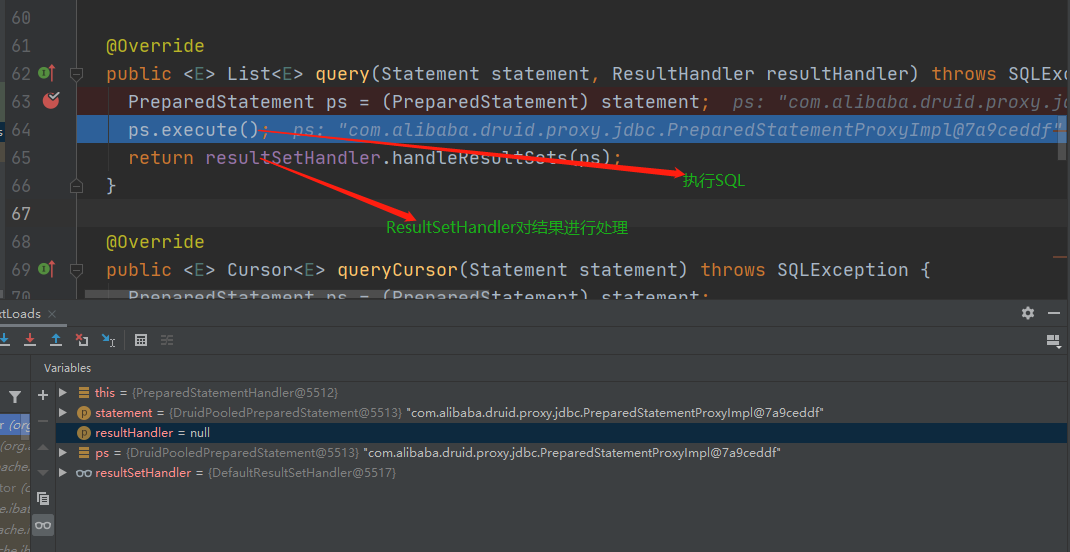 60
61 @Override
62 public <E> List<E> query(Statement statement, ResultHandler resultHandler) throws SQLExc
63 PreparedStatement ps = (PreparedStatement) statement; ps: "com.alibaba.druid.proxy.jd
64 ps.execute(); ps: "com.alibaba.druid.proxy.jdbc.PreparedStatementProxyImpl@7a9ceddf"
65 return resultSetHandler.handleResultSets(ps);
执行SQL
66 }
67
ResultSetHandler对结果进行处理
68 @Override
69 public <E> Cursor<E> queryCursor(Statement statement) throws SQLException {
70 PreparedStatement ps = (PreparedStatement) statement;
xtLoads
Variables
this = {PreparedStatementHandler@5512}
statement = {DruidPooledPreparedStatement@5513} "com.alibaba.druid.proxy.jdbc.PreparedStatementProxyImpl@7a9ceddf"
resultHandler = null
ps = {DruidPooledPreparedStatement@5513} "com.alibaba.druid.proxy.jdbc.PreparedStatementProxyImpl@7a9ceddf"
resultSetHandler = {DefaultResultSetHandler@5517}